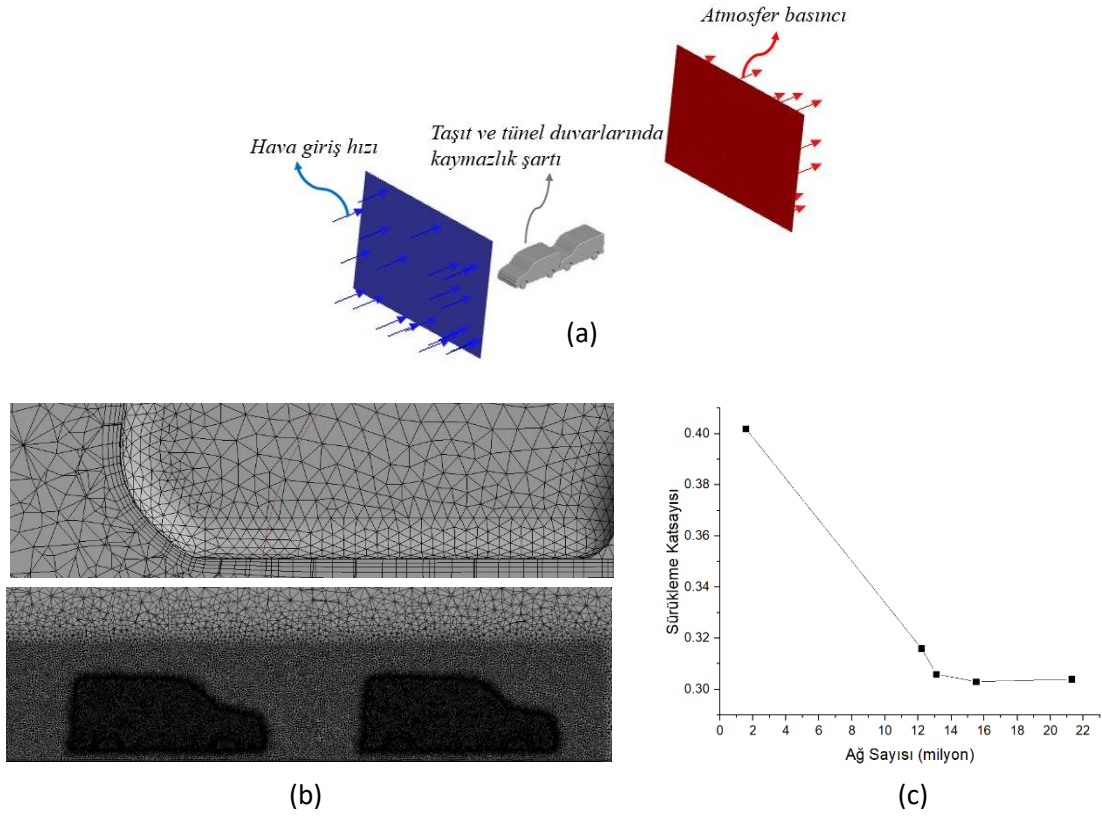 Atmosfer basıncı
Hava giriş hızı
Taşıt ve tünel duvarlarında
kaymazlık şartı
(a)
0.40
0.38
0.36
0.34
0.32
0.30
Sürükleme Katsayısı
0 2 4 6 8 10 12 14 16 18 20 22
Ağ Sayısı (milyon)
(b)
(c)